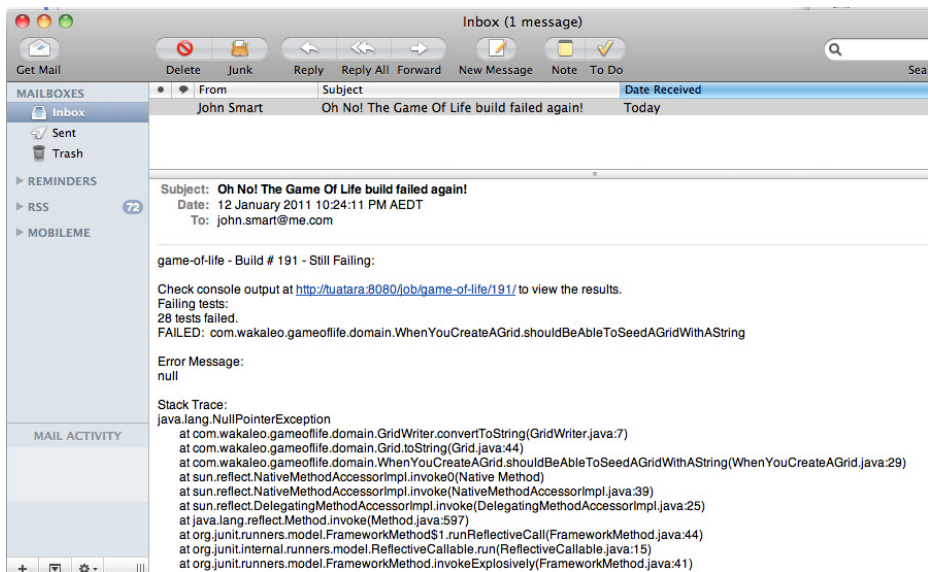 Inbox (1 message)
Get Mail Delete Junk Reply Reply All Forward New Message Note To Do Sea
MAILBOXES
Inbox
Sent
Trash
REMINDERS
RSS 72
MOBILEME
MAIL ACTIVITY
From Subject Date Received
John Smart Oh No! The Game Of Life build failed again! Today
Subject: Oh No! The Game Of Life build failed again!
Date: 12 January 2011 10:24:11 PM AEDT
To: john.smart@me.com
game-of-life - Build # 191 - Still Failing:
Check console output at http://tuatara:8080/job/game-of-life/191/ to view the results.
Failing tests:
28 tests failed.
FAILED: com.wakaleo.gameoflife.domain.WhenYouCreateAGrid.shouldBeAbleToSeedAGridWithAString
Error Message:
null
Stack Trace:
java.lang.NullPointerException
at com.wakaleo.gameoflife.domain.GridWriter.convertToString(GridWriter.java:7)
at com.wakaleo.gameoflife.domain.Grid.toString(Grid.java:44)
at com.wakaleo.gameoflife.domain.WhenYouCreateAGrid.shouldBeAbleToSeedAGridWithAString(WhenYouCreateAGrid.java:29)
at sun.reflect.NativeMethodAccessorImpl.invoke0(Native Method)
at sun.reflect.NativeMethodAccessorImpl.invoke(NativeMethodAccessorImpl.java:39)
at sun.reflect.DelegatingMethodAccessorImpl.invoke(DelegatingMethodAccessorImpl.java:25)
at java.lang.reflect.Method.invoke(Method.java:597)
at org.junit.runners.model.FrameworkMethod$1.runReflectiveCall(FrameworkMethod.java:44)
at org.junit.internal.runners.model.ReflectiveCallable.run(ReflectiveCallable.java:15)
at org.junit.runners.model.FrameworkMethod.invokeExplosively(FrameworkMethod.java:41)